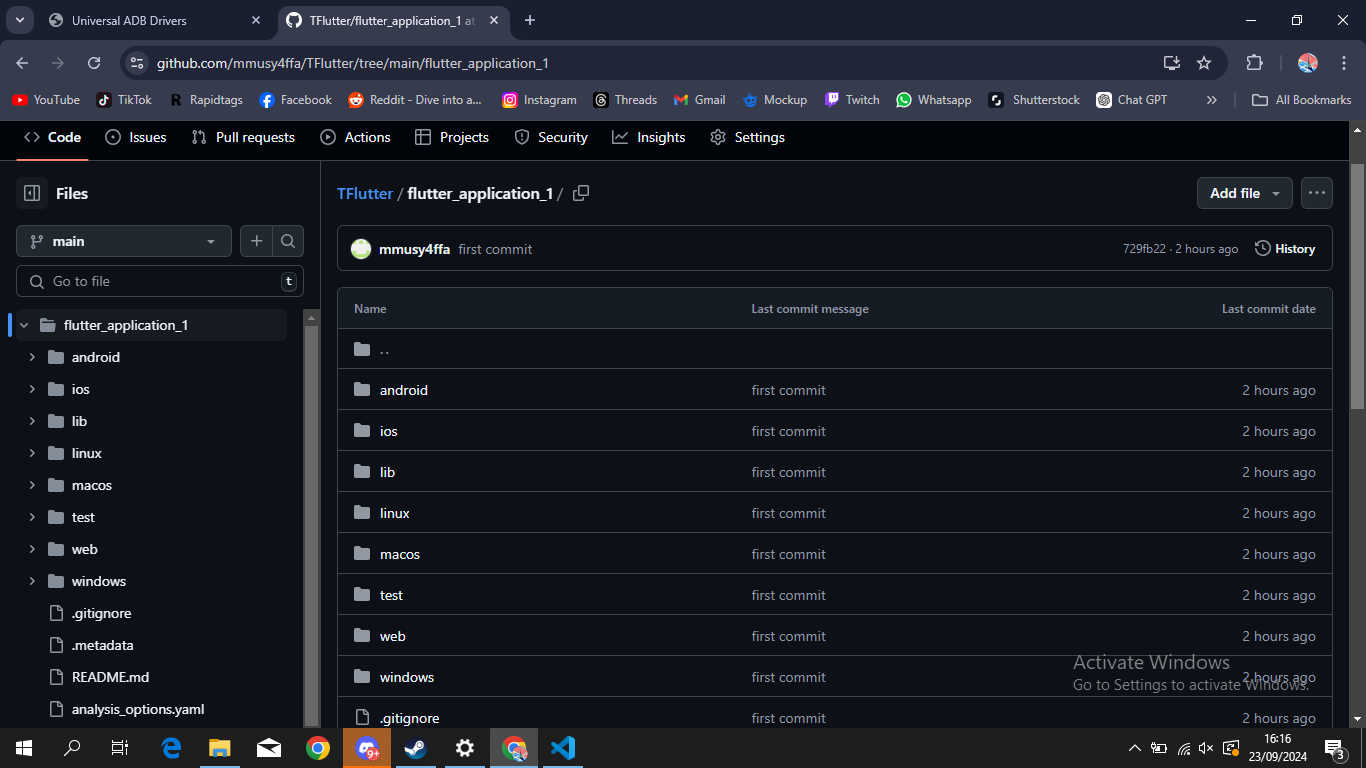 Universal ADB Drivers
TFlutter/flutter_application_1 at
github.com/mmusy4ffa/TFlutter/tree/main/flutter_application_1
YouTube TikTok Rapidtags Facebook Reddit - Dive into a... Instagram Threads Gmail Mockup Twitch Whatsapp Shutterstock Chat GPT » All Bookmarks
Code Issues Pull requests Actions Projects Security Insights Settings
Files
main
Go to file t
flutter_application_1
android
ios
lib
linux
macos
test
web
windows
.gitignore
.metadata
README.md
analysis_options.yaml
TFlutter / flutter_application_1 /
Add file
mmusy4ffa first commit 729fb22 · 2 hours ago History
Name Last commit message Last commit date
..
android first commit 2 hours ago
ios first commit 2 hours ago
lib first commit 2 hours ago
linux first commit 2 hours ago
macos first commit 2 hours ago
test first commit 2 hours ago
web first commit 2 hours ago
windows first commit 2 hours ago
.gitignore first commit 2 hours ago
Activate Windows
Go to Settings to activate Windows.
9+
16:16
23/09/2024
3